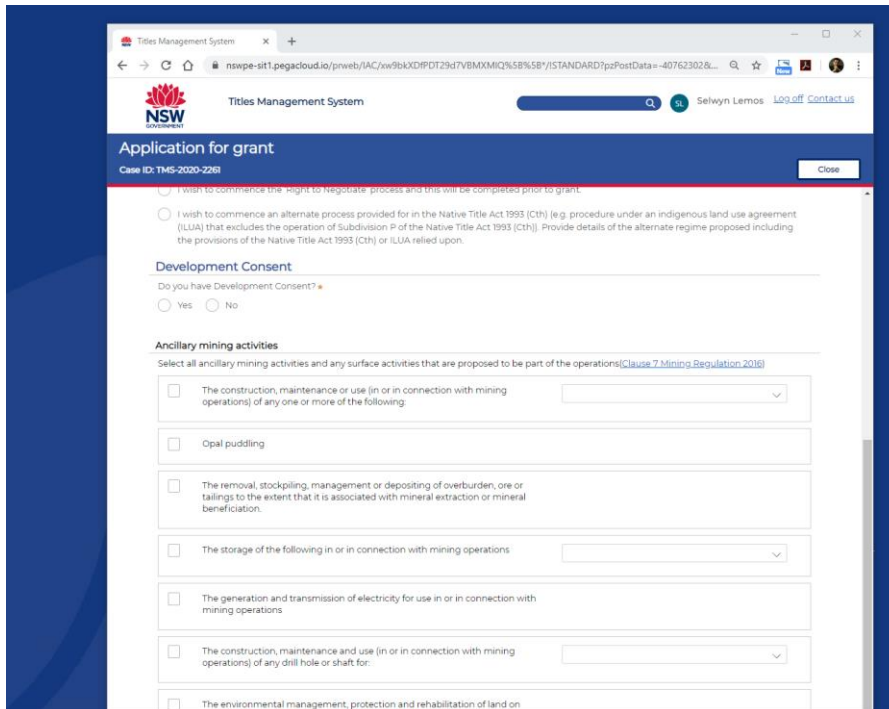 Titles Management System
nswpe-sit1.pegacloud.io/prweb/IAC/xw9bkXDfPDT29d7VBMXMIQ%5B%5B*/!STANDARD?pzPostData=-40762302&...
New
NSW
GOVERNMENT
Titles Management System
SL
Selwyn Lemos
Log off
Contact us
Application for grant
Case ID: TMS-2020-2261
Close
I wish to commence the 'Right to Negotiate' process and this will be completed prior to grant.
I wish to commence an alternate process provided for in the Native Title Act 1993 (Cth) (e.g. procedure under an indigenous land use agreement
(ILUA) that excludes the operation of Subdivision P of the Native Title Act 1993 (Cth)). Provide details of the alternate regime proposed including
the provisions of the Native Title Act 1993 (Cth) or ILUA relied upon.
Development Consent
Do you have Development Consent?
Yes No
Ancillary mining activities
Select all ancillary mining activities and any surface activities that are proposed to be part of the operations(Clause 7 Mining Regulation 2016)
The construction, maintenance or use (in or in connection with mining
operations) of any one or more of the following:
Opal puddling
The removal, stockpiling, management or depositing of overburden, ore or
tailings to the extent that it is associated with mineral extraction or mineral
beneficiation.
The storage of the following in or in connection with mining operations
The generation and transmission of electricity for use in or in connection with
mining operations
The construction, maintenance and use (in or in connection with mining
operations) of any drill hole or shaft for:
The environmental management, protection and rehabilitation of land on